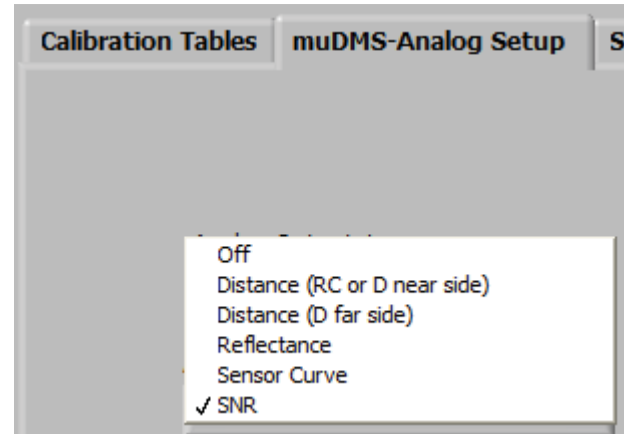 Calibration Tables muDMS-Analog Setup S
Off
Distance (RC or D near side)
Distance (D far side)
Reflectance
Sensor Curve
✓ SNR